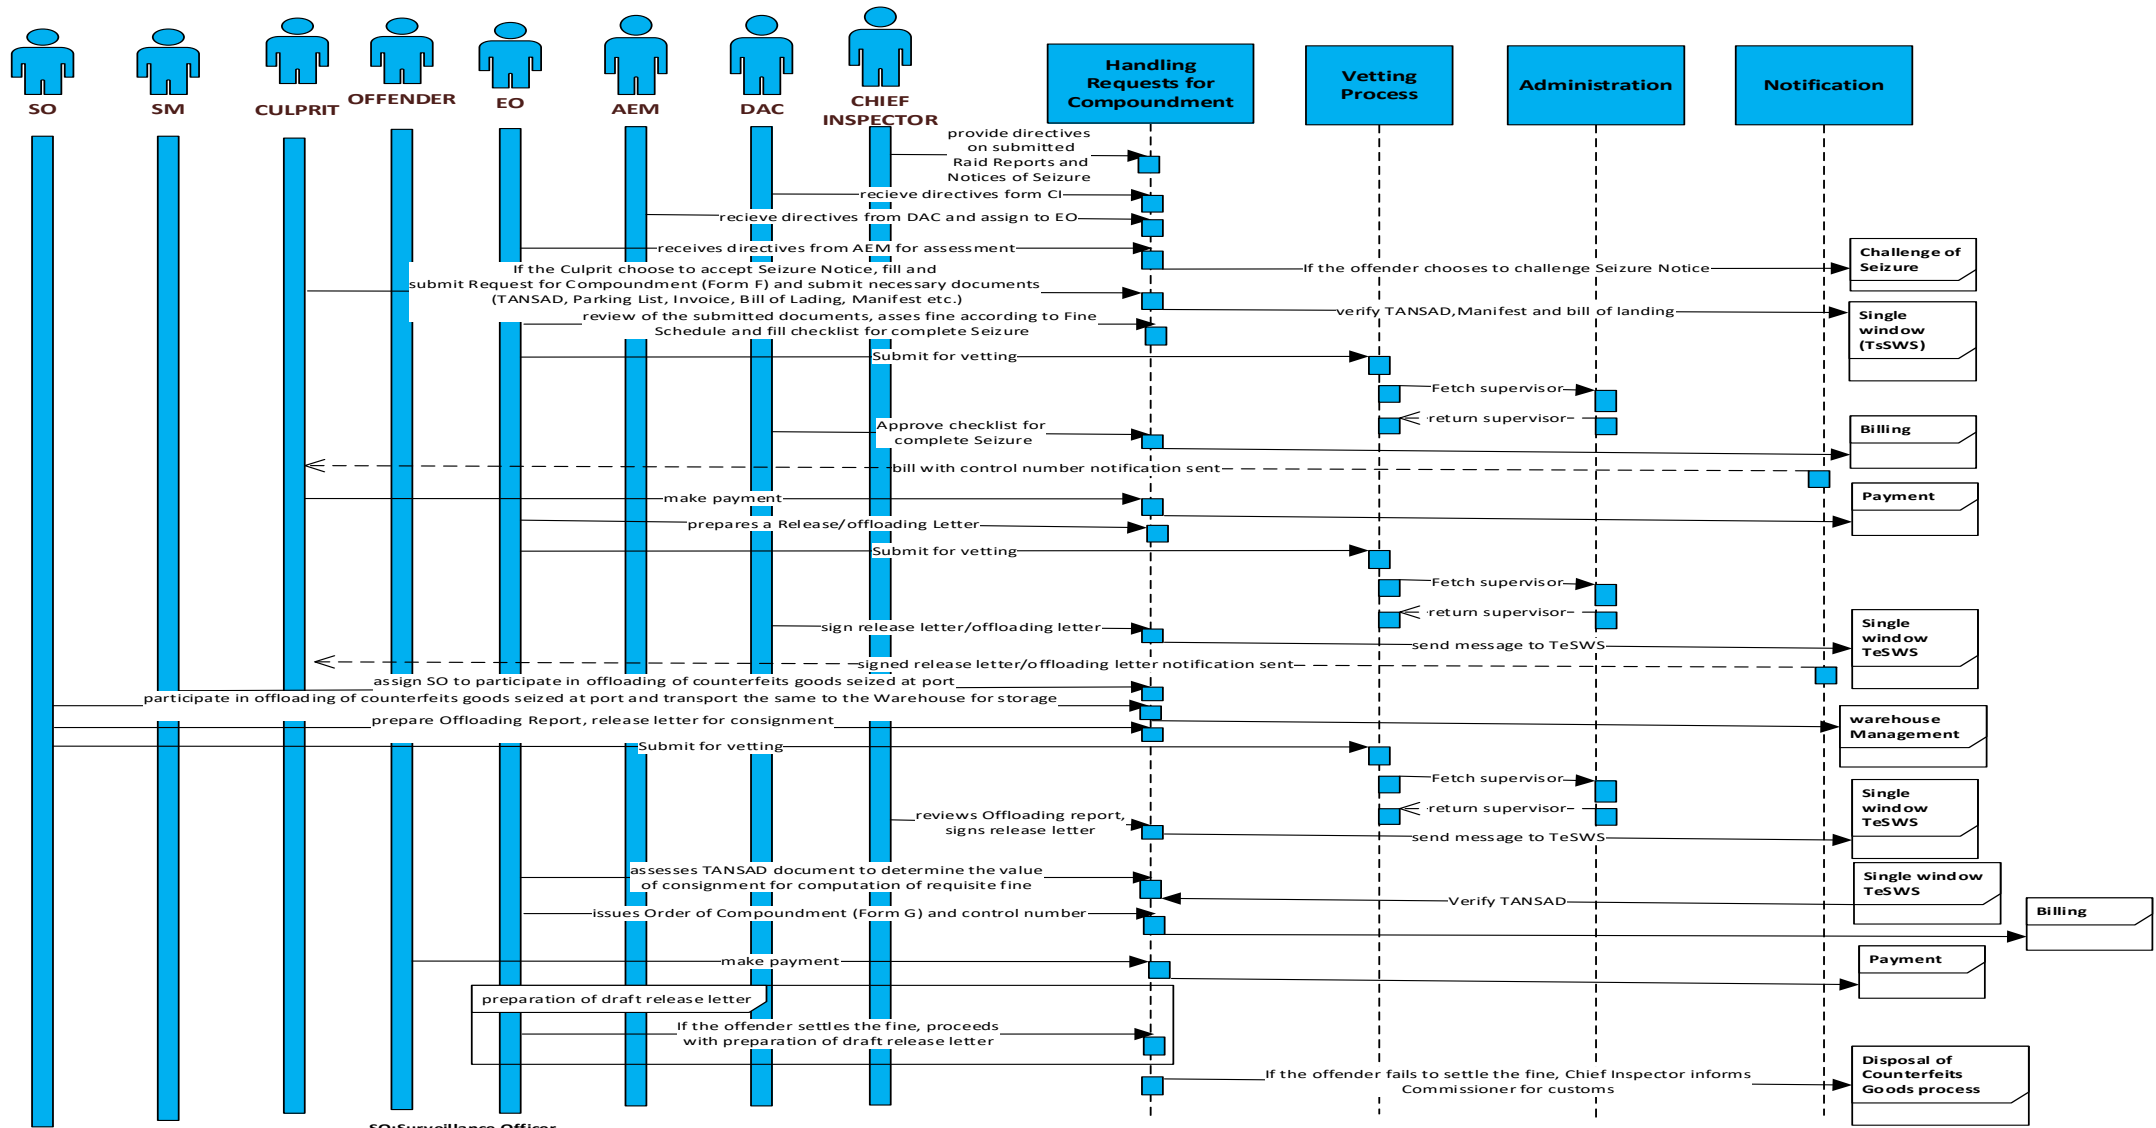 SO
SM
CULPRIT
OFFENDER
EO
AEM
DAC
CHIEF
INSPECTOR
Handling
Requests for
Compoundment
Vetting
Process
Administration
Notification
provide directives
on submitted
Raid Reports and
Notices of Seizure
recieve directives form CI
recieve directives from DAC and assign to EO
receives directives from AEM for assessment
If the offender chooses to challenge Seizure Notice
Challenge of
Seizure
If the Culprit choose to accept Seizure Notice, fill and
submit Request for Compoundment (Form F) and submit necessary documents
(TANSAD, Parking List, Invoice, Bill of Lading, Manifest etc.)
verify TANSAD,Manifest and bill of landing
Single
window
(TsSWS)
review of the submitted documents, asses fine according to Fine
Schedule and fill checklist for complete Seizure
Submit for vetting
Fetch supervisor
return supervisor
Approve checklist for
complete Seizure
Billing
bill with control number notification sent
make payment
Payment
prepares a Release/offloading Letter
Submit for vetting
Fetch supervisor
return supervisor
sign release letter/offloading letter
send message to TeSWS
Single
window
TeSWS
signed release letter/offloading letter notification sent
assign SO to participate in offloading of counterfeits goods seized at port
participate in offloading of counterfeits goods seized at port and transport the same to the Warehouse for storage
prepare Offloading Report, release letter for consignment
warehouse
Management
Submit for vetting
Fetch supervisor
return supervisor
reviews Offloading report,
signs release letter
send message to TeSWS
Single
window
TeSWS
assesses TANSAD document to determine the value
of consignment for computation of requisite fine
Single window
TeSWS
Verify TANSAD
issues Order of Compoundment (Form G) and control number
Billing
make payment
Payment
preparation of draft release letter
If the offender settles the fine, proceeds
with preparation of draft release letter
If the offender fails to settle the fine, Chief Inspector informs
Commissioner for customs
Disposal of
Counterfeits
Goods process
SO:Surveillance Officer